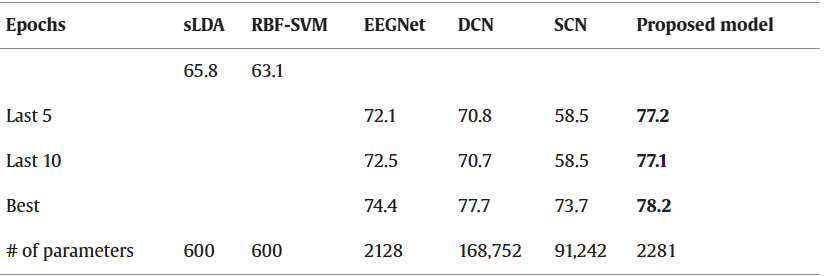 Epochs sLDA RBF-SVM EEGNet DCN SCN Proposed model
65.8 63.1
Last 5 72.1 70.8 58.5 77.2
Last 10 72.5 70.7 58.5 77.1
Best 74.4 77.7 73.7 78.2
# of parameters 600 600 2128 168,752 91,242 2281